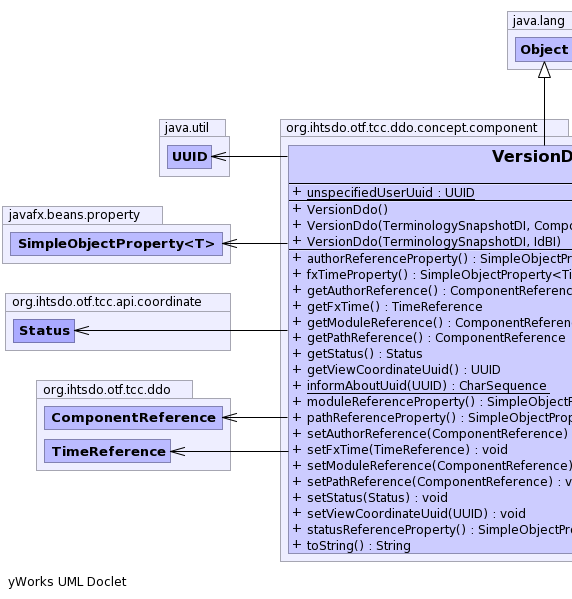 java.lang
Object
java.util
UUID
javafx.beans.property
SimpleObjectProperty<T>
org.ihtsdo.otf.tcc.api.coordinate
Status
org.ihtsdo.otf.tcc.ddo
ComponentReference
TimeReference
org.ihtsdo.otf.tcc.ddo.concept.component
VersionD
+ unspecifiedUserUuid : UUID
+ VersionDdo()
+ VersionDdo(TerminologySnapshotDI, Compo
+ VersionDdo(TerminologySnapshotDI, IdBI)
+ authorReferenceProperty() : SimpleObjectPro
+ fxTimeProperty() : SimpleObjectProperty<Ti
+ getAuthorReference() : ComponentReferenc
+ getFxTime() : TimeReference
+ getModuleReference() : ComponentReferen
+ getPathReference() : ComponentReference
+ getStatus() : Status
+ getViewCoordinateUuid() : UUID
+ informAboutUuid(UUID) : CharSequence
+ moduleReferenceProperty() : SimpleObjectP
+ pathReferenceProperty() : SimpleObjectProp
+ setAuthorReference(ComponentReference)
+ setFxTime(TimeReference) : void
+ setModuleReference(ComponentReference)
+ setPathReference(ComponentReference) : v
+ setStatus(Status) : void
+ setViewCoordinateUuid(UUID) : void
+ statusReferenceProperty() : SimpleObjectPro
+ toString() : String
yWorks UML Doclet